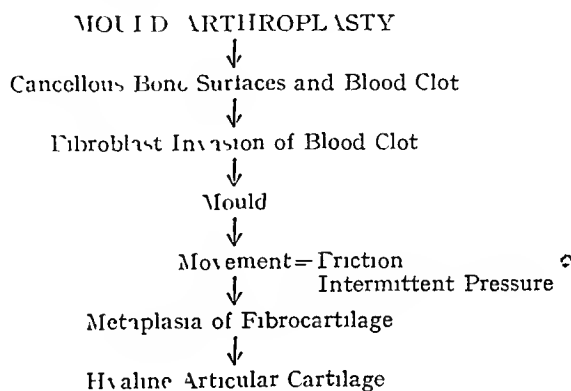 MOULD ARTHROPLASTY
Cancellous Bone Surfaces and Blood Clot
Fibroblast Invasion of Blood Clot
Mould
Movement = Friction
Intermittent Pressure
Metaplasia of Fibrocartilage
Hyaline Articular Cartilage